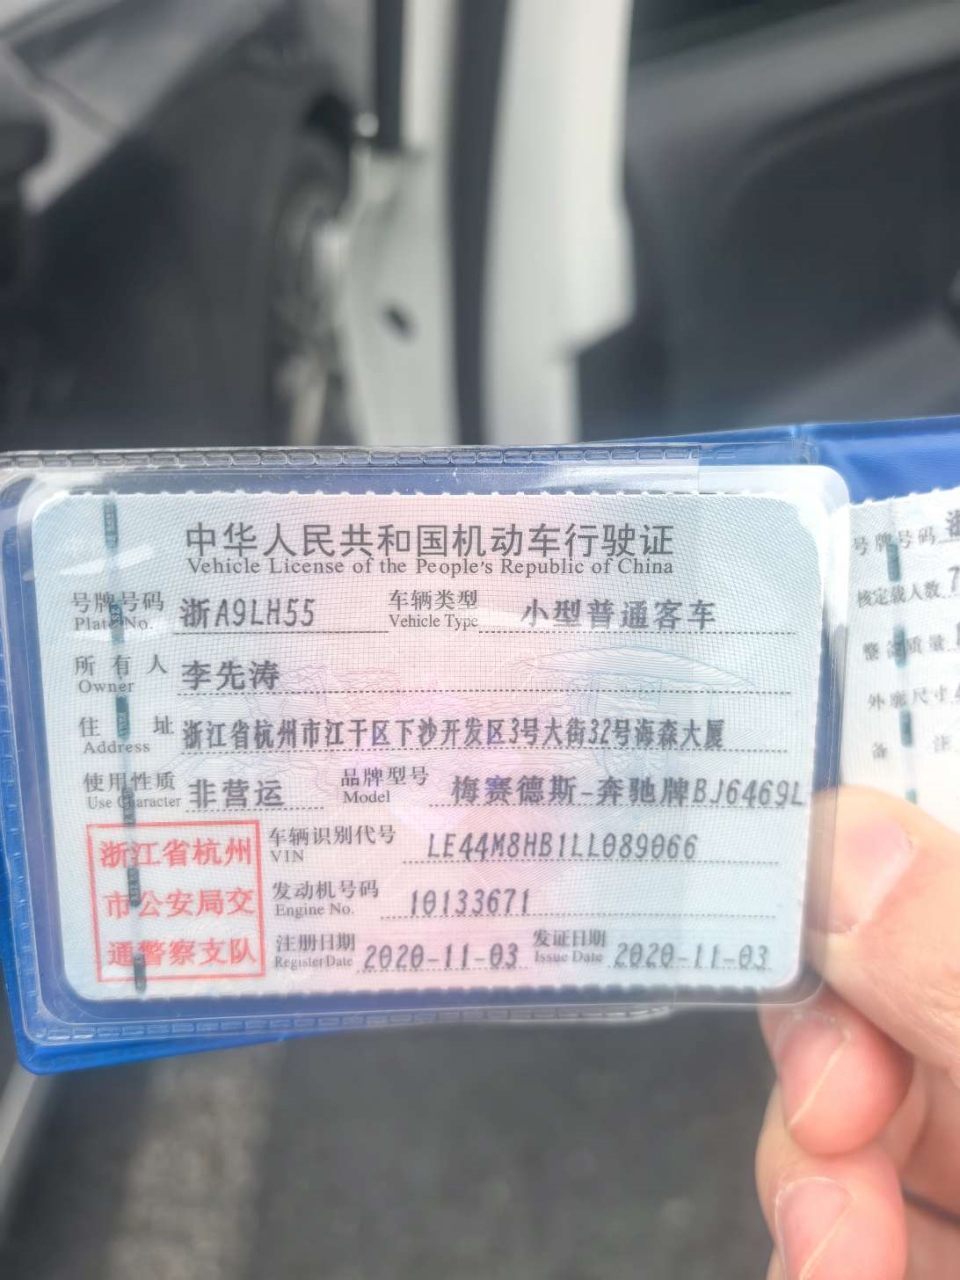 中华人民共和国机动车行驶证
Vehicle License of the People's Republic of China
号牌号码 浙A9LH55 车辆类型 小型普通客车
Plate No. Vehicle Type
所有人 李先涛
Owner
住址 浙江省杭州市江干区下沙开发区3号大街32号海森大厦
Address
使用性质 非营运 品牌型号 梅赛德斯-奔驰牌BJ6469L
Use Character Model
浙江省杭州
市公安局交
通警察支队
车辆识别代号 LE44M8HB1LL089066
VIN
发动机号码 10133671
Engine No.
注册日期 2020-11-03 发证日期 2020-11-03
Register Date Issue Date
号牌号码 浙
核定载人数 7
整备质量
外廓尺寸
备注